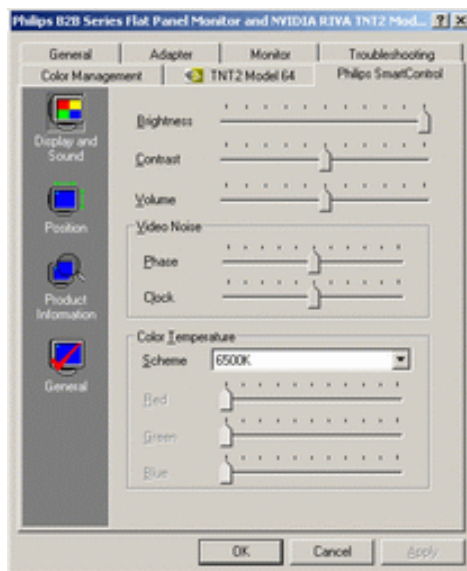 Philips 82B Series Flat Panel Monitor and NVIDIA RIVA TNT2 Mod...
General Adapter Monitor Troubleshooting
Color Management TNT2 Model 64 Philips SmartControl
Display and
Sound
Position
Product
Information
General
Brightness
Contrast
Volume
Video Noise
Phase
Clock
Color Temperature
Scheme 6500K
Red
Green
Blue
OK Cancel Apply